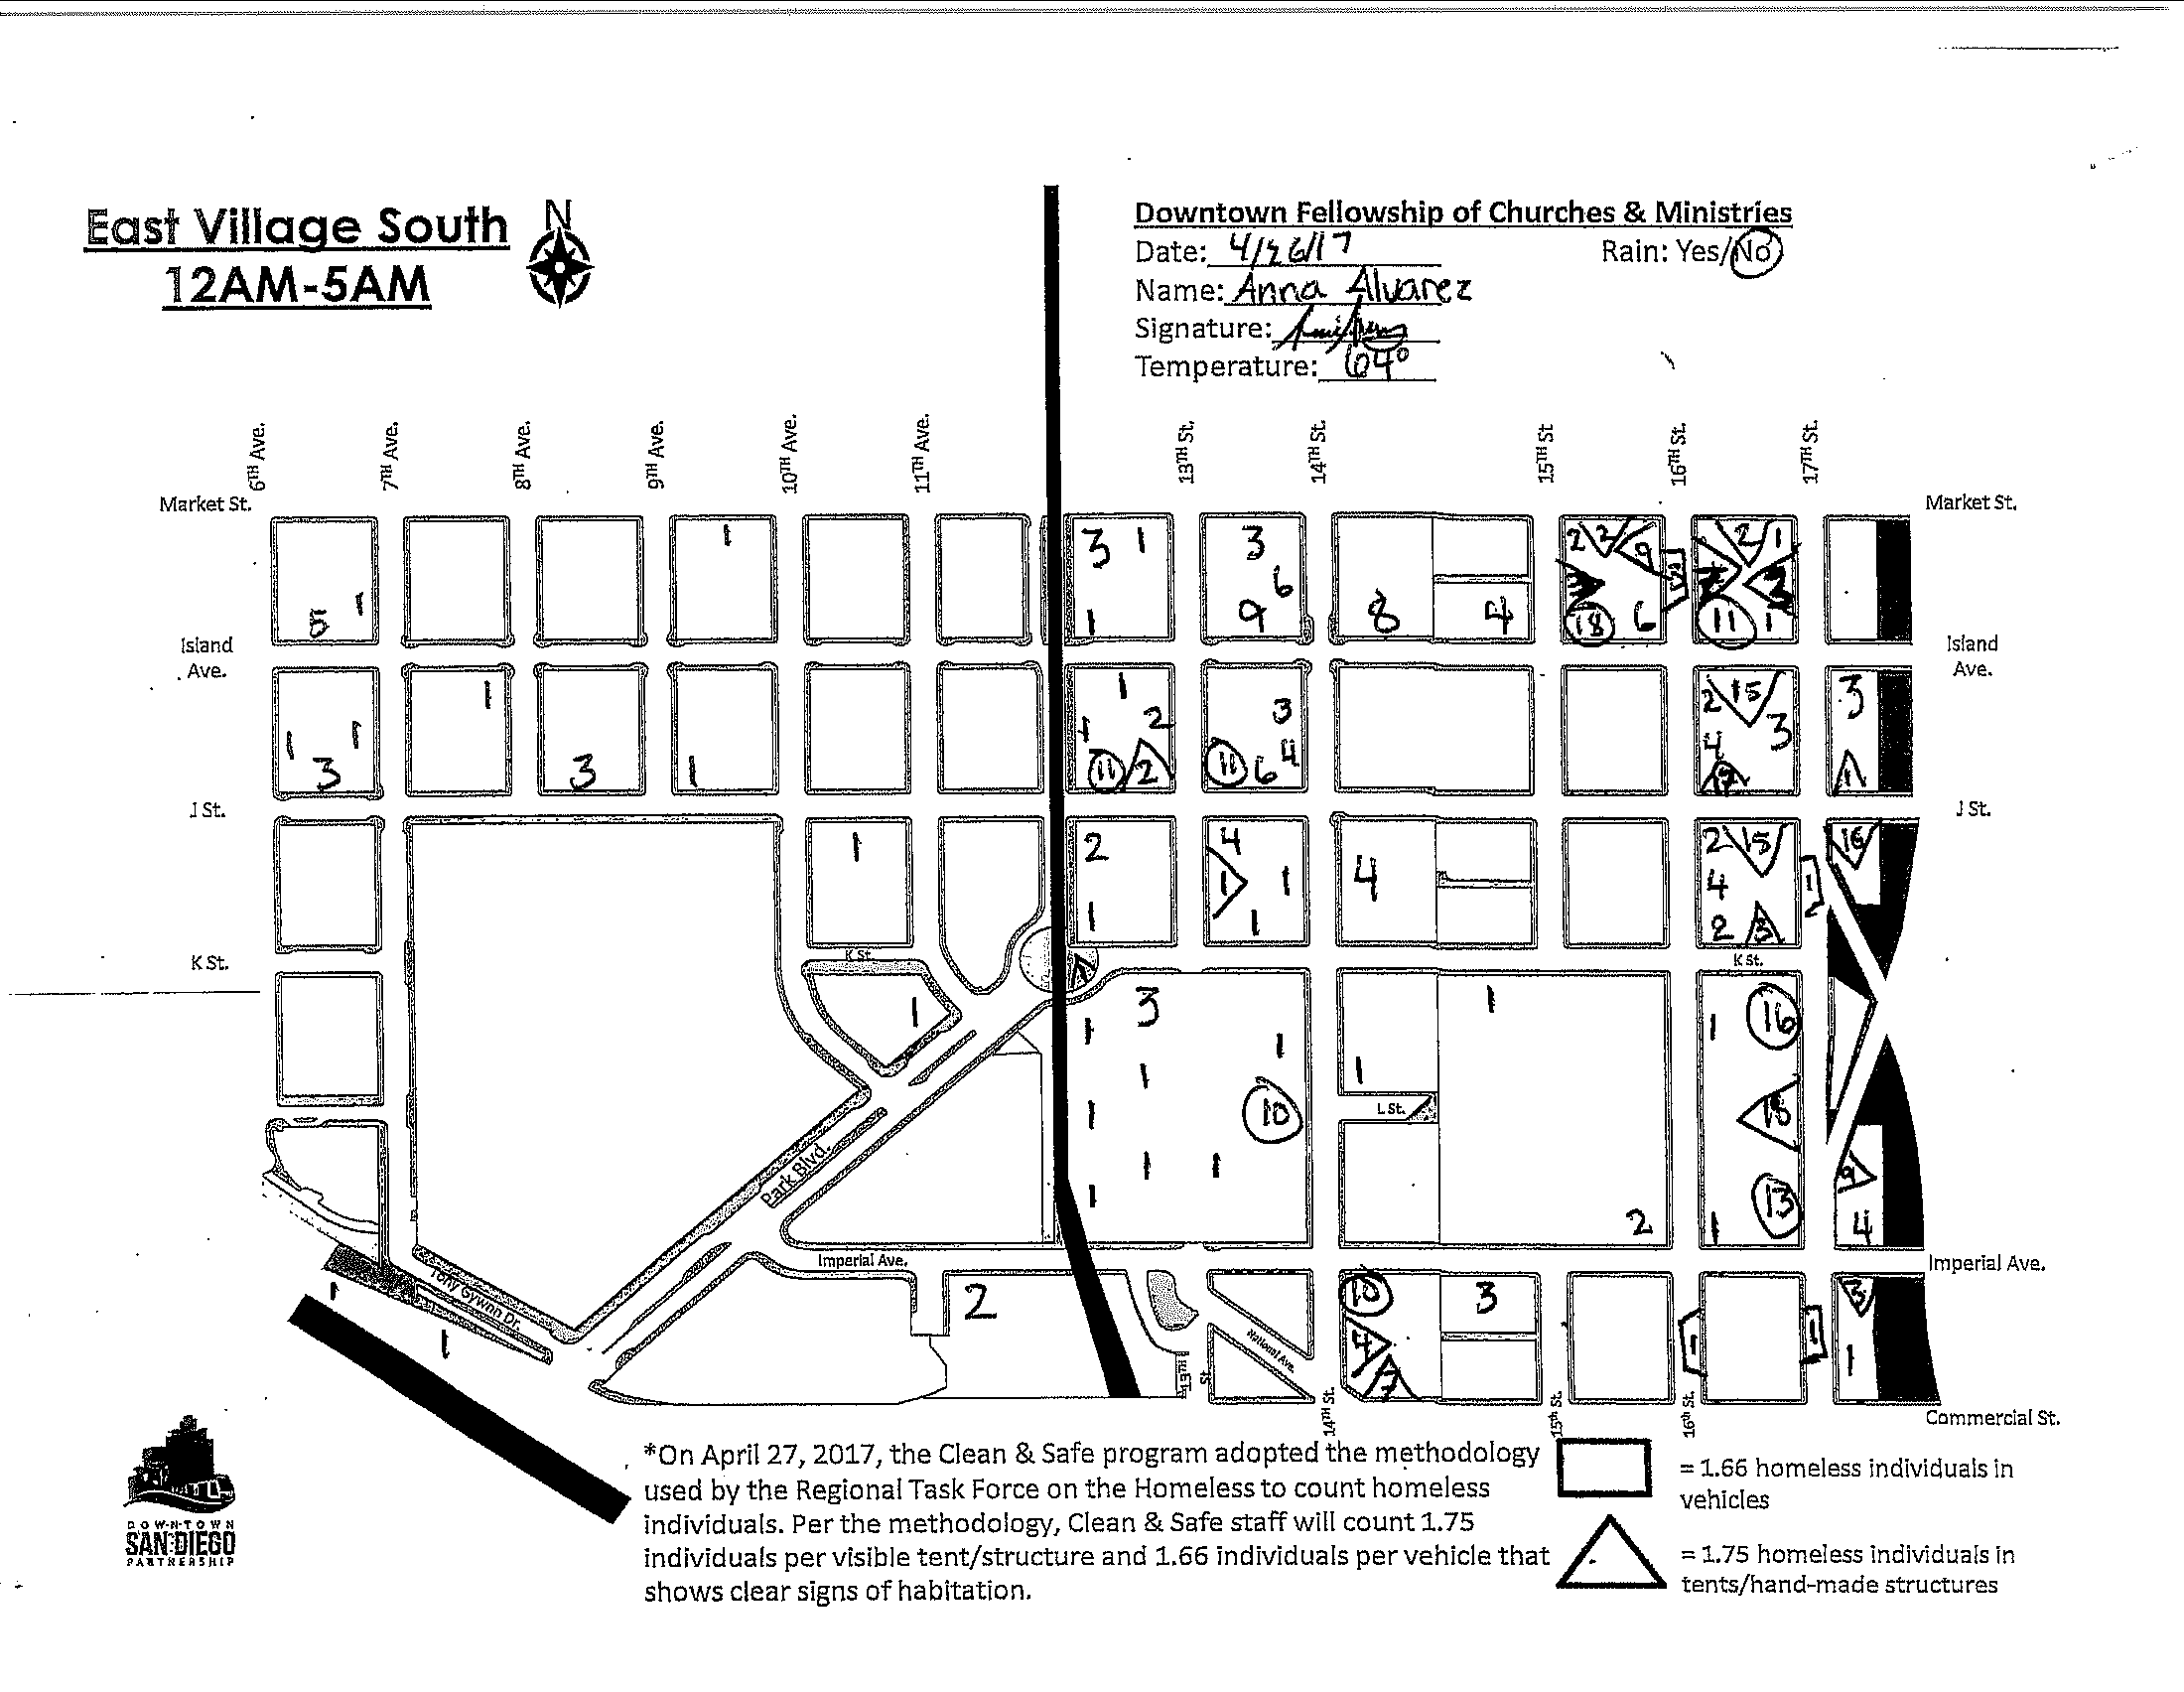 East Village South
12AM-5AM
N
Downtown Fellowship of Churches & Ministries
Date: 4/26/17
Rain: Yes/No
Name: Anna Alvarez
Signature:
Temperature: 64°
6TH Ave.
7TH Ave.
8TH Ave.
9TH Ave.
10TH Ave.
11TH Ave.
13TH St.
14TH St.
15TH St
16TH St.
17TH St.
Market St.
Market St.
5 1
1
3 1
1
3
6
9
8
4
2 2 9
18 6
2 1
11 1
Island
Ave.
Island
Ave.
1 1
3
1
3
1
1
1 2
11 2
3
4
11 6
2 15
3
4
3
1
J St.
J St.
1
2
1
4
1 1
1
4
2 15
4
2 3
1
16
K St.
K St.
K St.
1
3
1
1
1
1
1 1
1
1
10
1
1
L St.
2
1 16
15
1 13
9
4
Park Blvd.
Imperial Ave.
Imperial Ave.
Tony Gywnn Dr.
1
1
2
National Ave.
13TH
St
10
4
7
3
1
1
3
1
14TH St.
15th St.
16th St.
Commercial St.
DOWNTOWN
SAN DIEGO
PARTNERSHIP
*On April 27, 2017, the Clean & Safe program adopted the methodology
used by the Regional Task Force on the Homeless to count homeless
individuals. Per the methodology, Clean & Safe staff will count 1.75
individuals per visible tent/structure and 1.66 individuals per vehicle that
shows clear signs of habitation.
= 1.66 homeless individuals in
vehicles
= 1.75 homeless individuals in
tents/hand-made structures